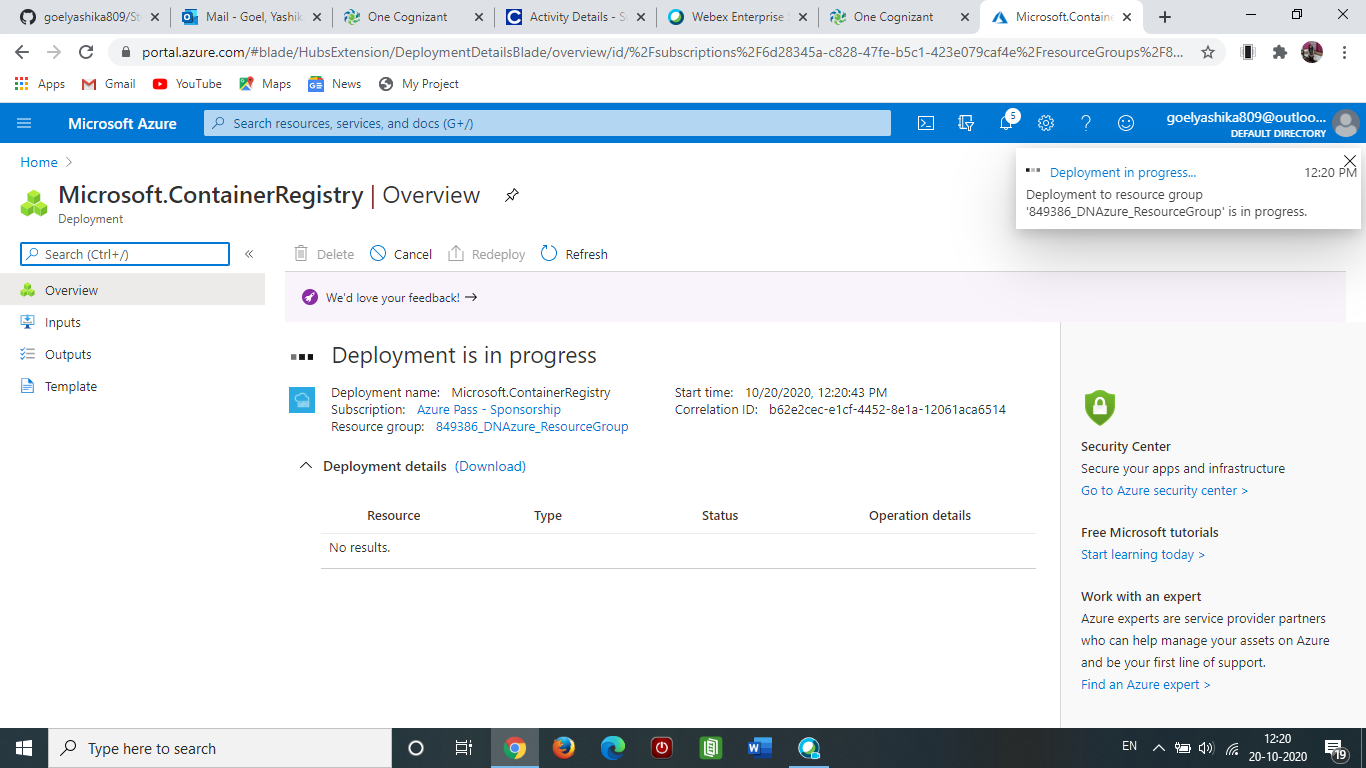 goelyashika809/St
Mail - Goel, Yashik
One Cognizant
Activity Details - S
Webex Enterprise
One Cognizant
Microsoft.Containe
portal.azure.com/#blade/HubsExtension/DeploymentDetailsBlade/overview/id/%2Fsubscriptions%2F6d28345a-c828-47fe-b5c1-423e079caf4e%2FresourceGroups%2F8...
Apps
Gmail
YouTube
Maps
News
My Project
Microsoft Azure
Search resources, services, and docs (G+/)
5
goelyashika809@outloo...
DEFAULT DIRECTORY
Home >
Deployment in progress...
12:20 PM
Deployment to resource group
'849386_DNAzure_ResourceGroup' is in progress.
Microsoft.ContainerRegistry | Overview
Deployment
Search (Ctrl+/)
«
Delete
Cancel
Redeploy
Refresh
Overview
Inputs
Outputs
Template
We'd love your feedback! →
Deployment is in progress
Deployment name: Microsoft.ContainerRegistry
Subscription: Azure Pass - Sponsorship
Resource group: 849386_DNAzure_ResourceGroup
Start time: 10/20/2020, 12:20:43 PM
Correlation ID: b62e2cec-e1cf-4452-8e1a-12061aca6514
Deployment details (Download)
Resource
Type
Status
Operation details
No results.
Security Center
Secure your apps and infrastructure
Go to Azure security center >
Free Microsoft tutorials
Start learning today >
Work with an expert
Azure experts are service provider partners
who can help manage your assets on Azure
and be your first line of support.
Find an Azure expert >
Type here to search
EN
12:20
20-10-2020
19